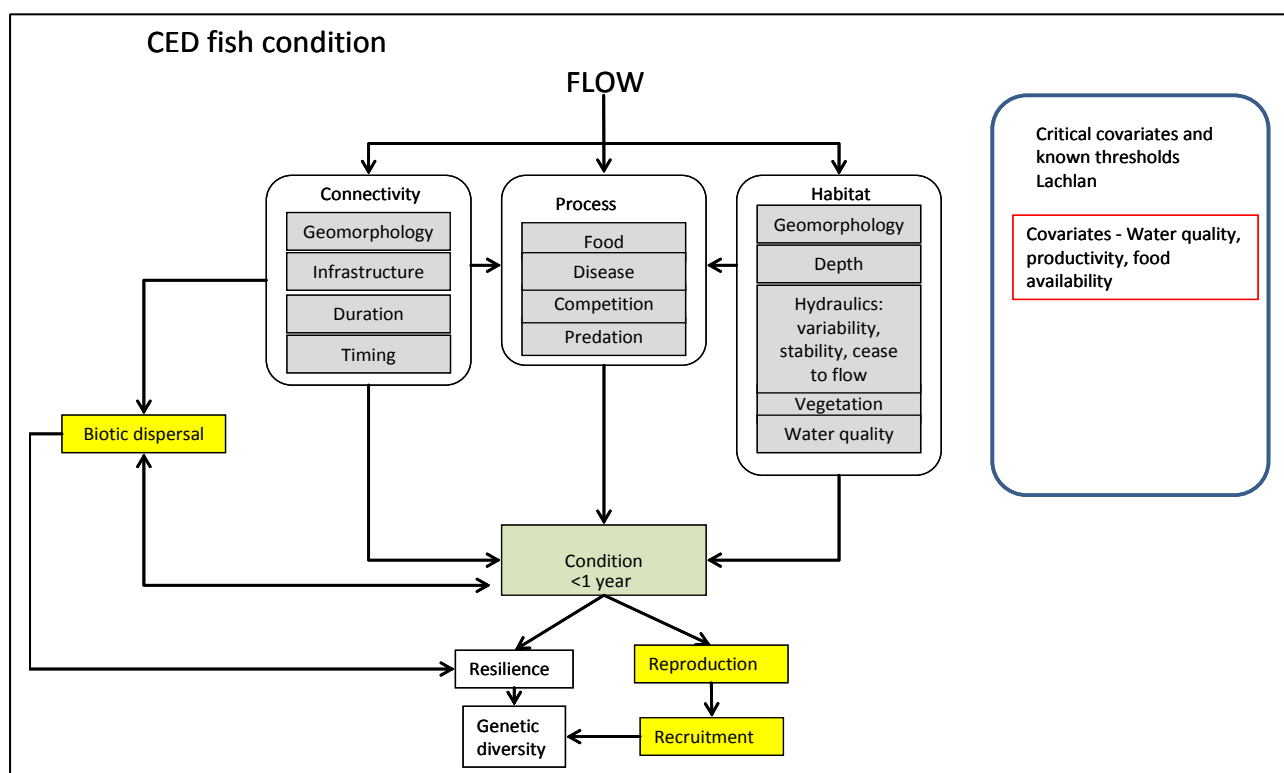 CED fish condition
FLOW
Connectivity
Geomorphology
Infrastructure
Duration
Timing
Process
Food
Disease
Competition
Predation
Habitat
Geomorphology
Depth
Hydraulics:
variability,
stability, cease
to flow
Vegetation
Water quality
Critical covariates and
known thresholds
Lachlan
Covariates - Water quality,
productivity, food
availability
Biotic dispersal
Condition
<1 year
Resilience
Reproduction
Genetic
diversity
Recruitment